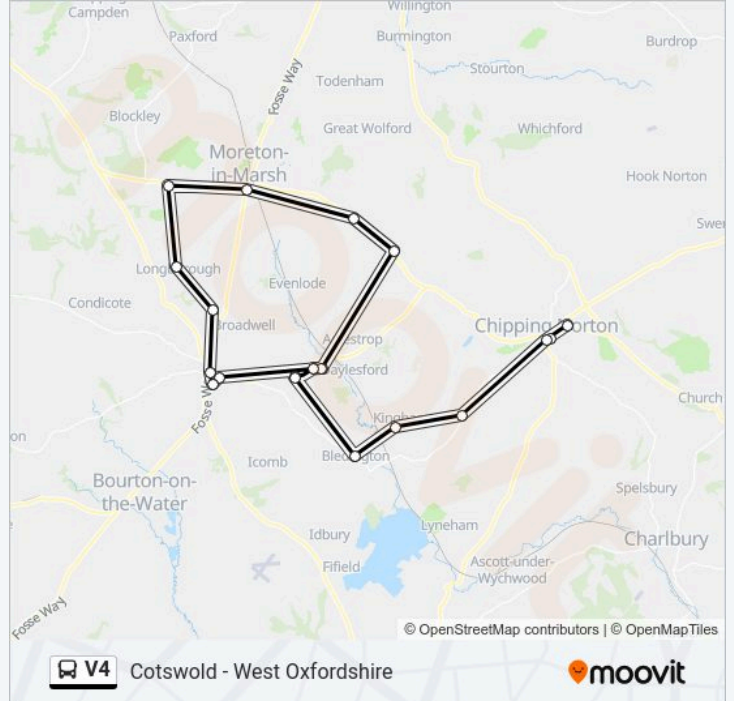 Willington
Campden
Paxford
Burmington
Burdrop
Stourton
Fosse Way
Todenham
Blockley
Great Wolford
Whichford
Moreton-
in-Marsh
Hook Norton
Longborough
Evenlode
Condicote
Broadwell
Chipping Norton
Adlestrop
Daylesford
Fosse W
Church
Kingham
on
Icomb
Bledington
Bourton-on-
the-Water
Spelsbury
Idbury
Lyneham
Charlbury
Fifield
Ascott-under-
Wychwood
Fosse Way
© OpenStreetMap contributors | © OpenMapTiles
V4 Cotswold - West Oxfordshire
moovit